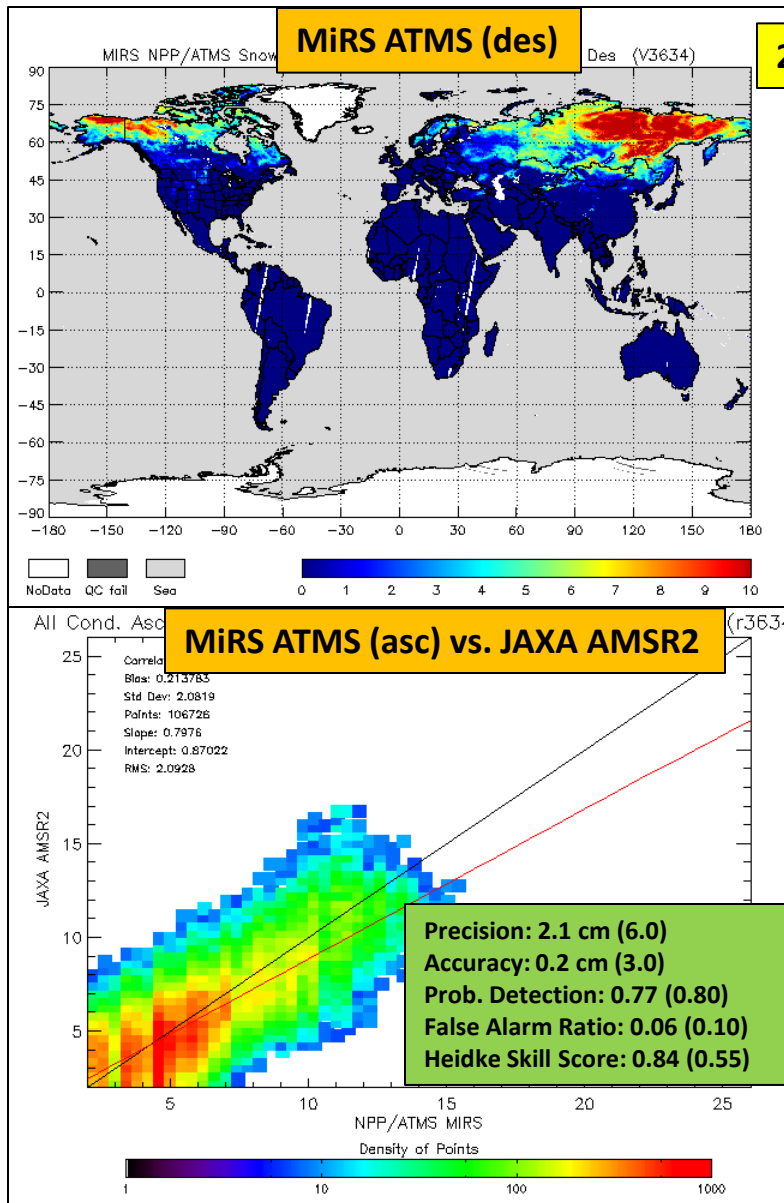 MiRS ATMS (des)
2
MIRS NPP/ATMS Snow Des (V3634)
90
75
60
45
30
15
0
-15
-30
-45
-60
-75
-90
-180 -150 -120 -90 -60 -30 0 30 60 90 120 150 180
NoData QC fail Sea
0 1 2 3 4 5 6 7 8 9 10
All Cond. Asc (r3634
MiRS ATMS (asc) vs. JAXA AMSR2
Correla
Bias: 0.213783
Std Dev: 2.0819
Points: 106726
Slope: 0.7976
Intercept: 0.87022
RMS: 2.0928
25
20
15
10
5
JAXA AMSR2
Precision: 2.1 cm (6.0)
Accuracy: 0.2 cm (3.0)
Prob. Detection: 0.77 (0.80)
False Alarm Ratio: 0.06 (0.10)
Heidke Skill Score: 0.84 (0.55)
5 10 15 20 25
NPP/ATMS MIRS
Density of Points
1 10 100 1000